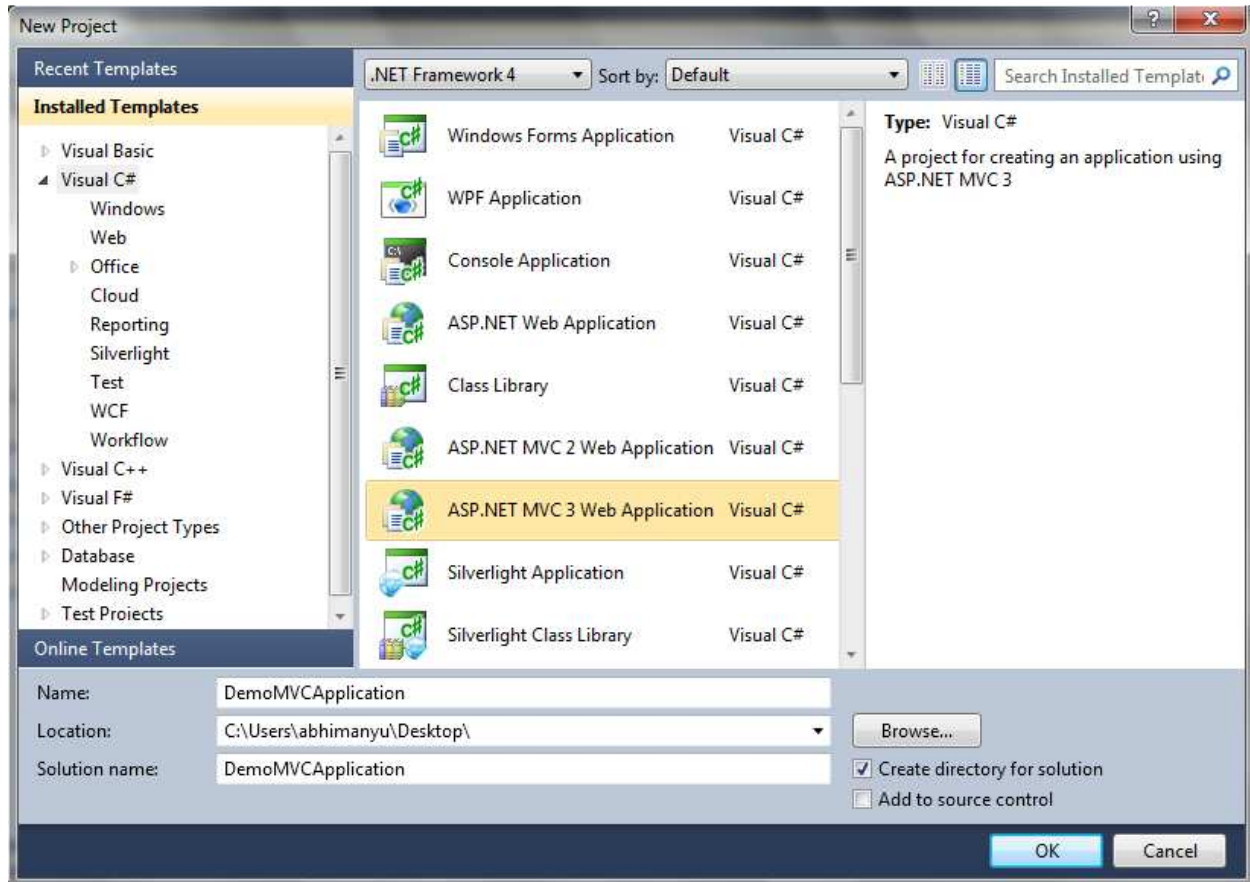 New Project
Recent Templates
Installed Templates
Visual Basic
Visual C#
Windows
Web
Office
Cloud
Reporting
Silverlight
Test
WCF
Workflow
Visual C++
Visual F#
Other Project Types
Database
Modeling Projects
Test Projects
Online Templates
.NET Framework 4
Sort by: Default
Search Installed Templat
Windows Forms Application Visual C#
WPF Application Visual C#
Console Application Visual C#
ASP.NET Web Application Visual C#
Class Library Visual C#
ASP.NET MVC 2 Web Application Visual C#
ASP.NET MVC 3 Web Application Visual C#
Silverlight Application Visual C#
Silverlight Class Library Visual C#
Type: Visual C#
A project for creating an application using
ASP.NET MVC 3
Name: DemoMVCApplication
Location: C:\Users\abhimanyu\Desktop\
Browse...
Solution name: DemoMVCApplication
Create directory for solution
Add to source control
OK
Cancel